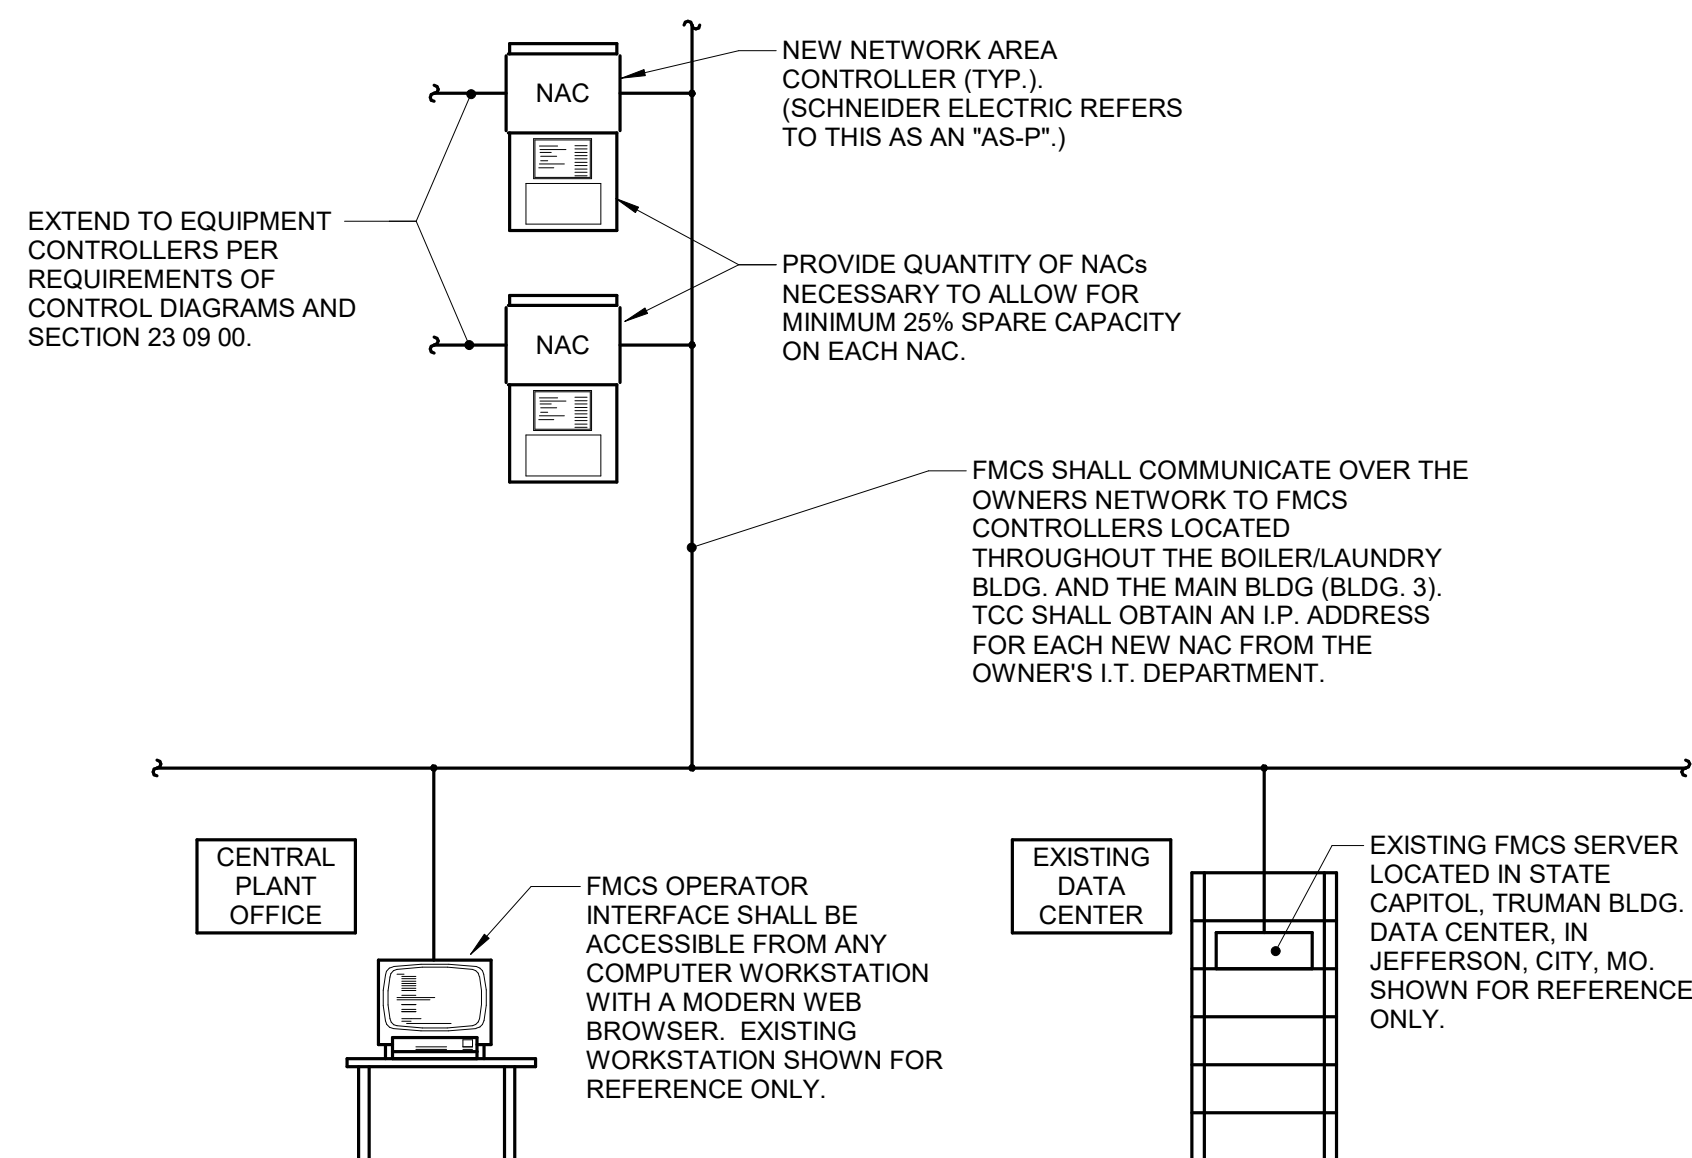 NEW NETWORK AREA
CONTROLLER (TYP.).
(SCHNEIDER ELECTRIC REFERS
TO THIS AS AN "AS-P".)
NAC
EXTEND TO EQUIPMENT
CONTROLLERS PER
REQUIREMENTS OF
CONTROL DIAGRAMS AND
SECTION 23 09 00.
PROVIDE QUANTITY OF NACs
NECESSARY TO ALLOW FOR
MINIMUM 25% SPARE CAPACITY
ON EACH NAC.
NAC
FMCS SHALL COMMUNICATE OVER THE
OWNERS NETWORK TO FMCS
CONTROLLERS LOCATED
THROUGHOUT THE BOILER/LAUNDRY
BLDG. AND THE MAIN BLDG (BLDG. 3).
TCC SHALL OBTAIN AN I.P. ADDRESS
FOR EACH NEW NAC FROM THE
OWNER'S I.T. DEPARTMENT.
CENTRAL
PLANT
OFFICE
FMCS OPERATOR
INTERFACE SHALL BE
ACCESSIBLE FROM ANY
COMPUTER WORKSTATION
WITH A MODERN WEB
BROWSER.  EXISTING
WORKSTATION SHOWN FOR
REFERENCE ONLY.
EXISTING
DATA
CENTER
EXISTING FMCS SERVER
LOCATED IN STATE
CAPITOL, TRUMAN BLDG.
DATA CENTER, IN
JEFFERSON, CITY, MO.
SHOWN FOR REFERENCE
ONLY.